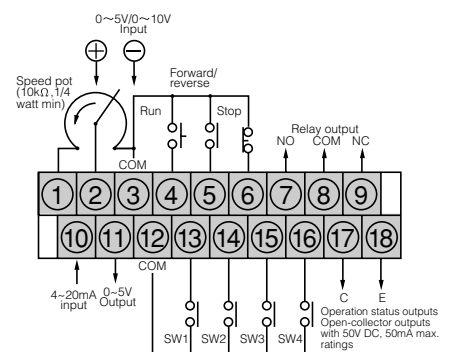 0～5V/0～10V
Input
Speed pot
(10kΩ,1/4
watt min)
Forward/
reverse
Run
Stop
Relay output
NO COM NC
COM
1 2 3 4 5 6 7 8 9
10 11 12 13 14 15 16 17 18
COM
4～20mA
input
0～5V
Output
SW1 SW2 SW3 SW4
C E
Operation status outputs
Open-collector outputs
with 50V DC, 50mA max.
ratings